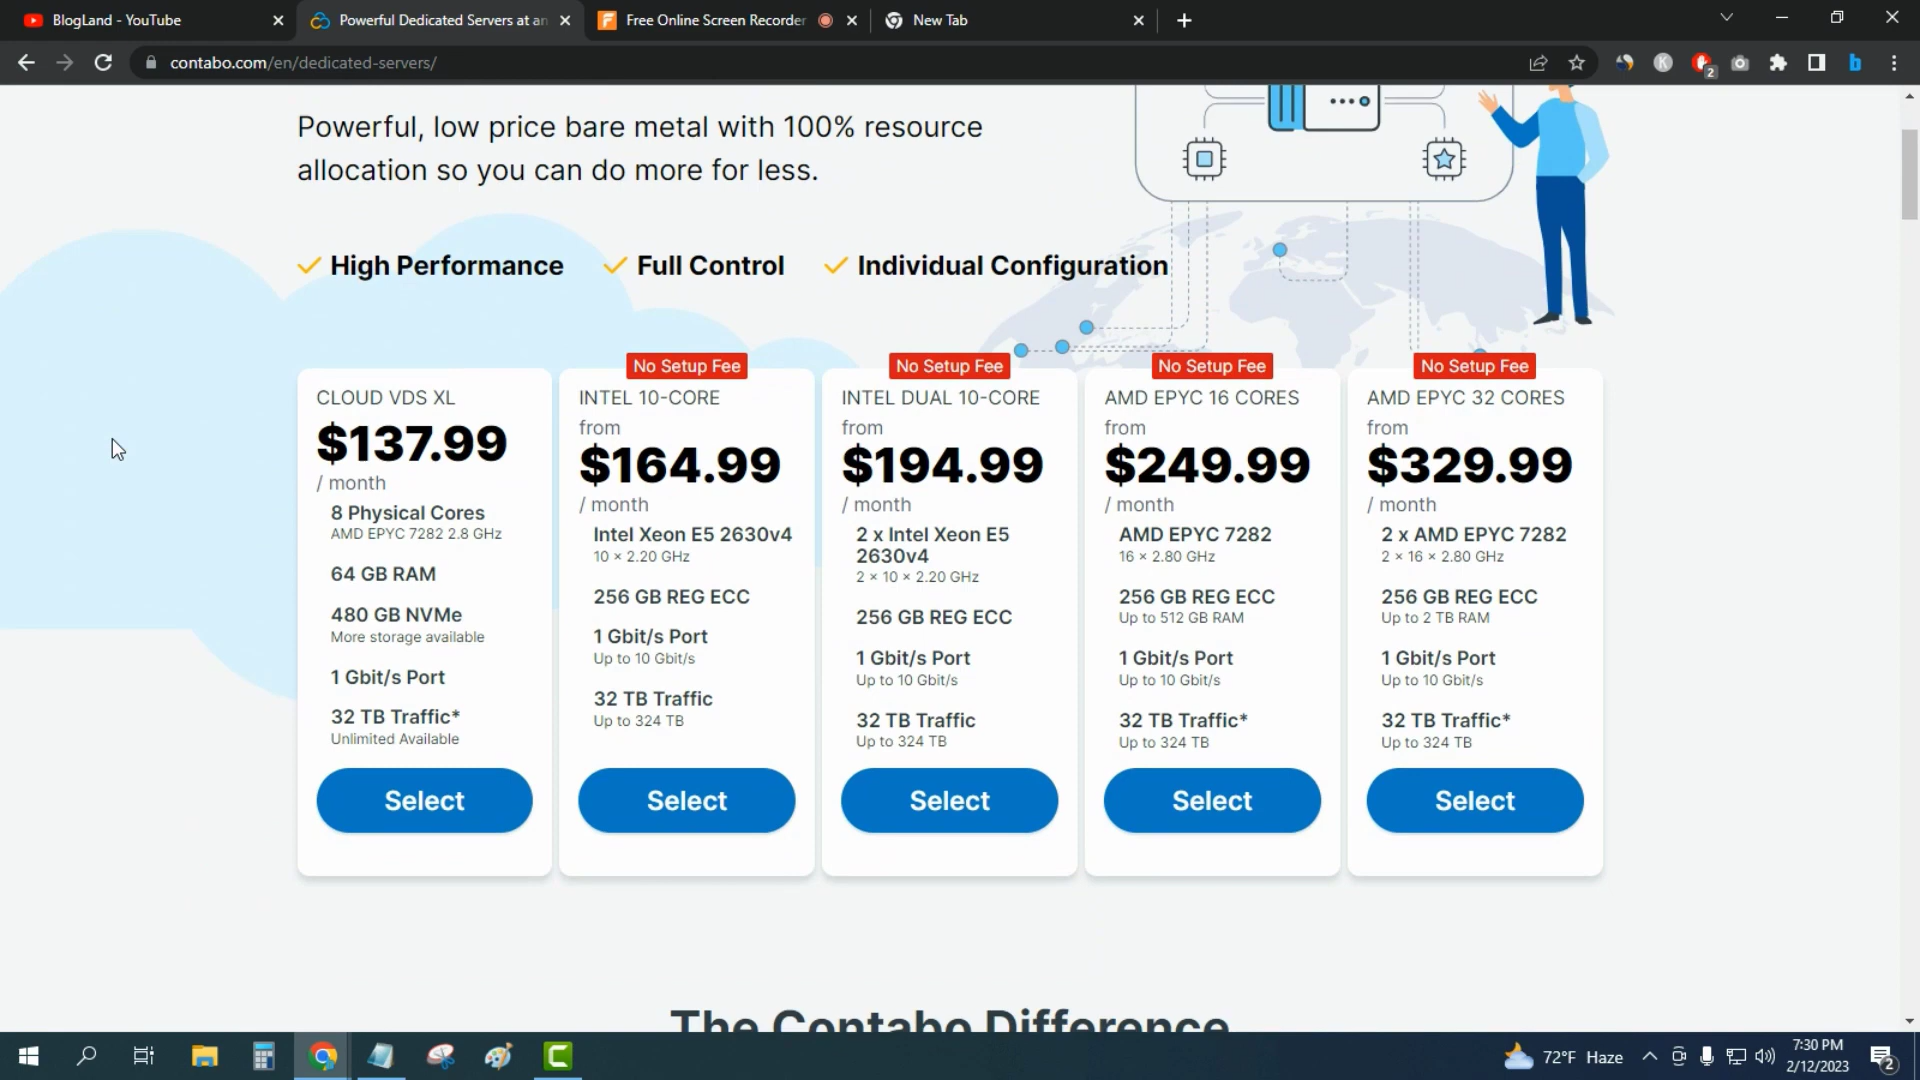 BlogLand - YouTube
Powerful Dedicated Servers at an
Free Online Screen Recorder
New Tab
contabo.com/en/dedicated-servers/
2
Powerful, low price bare metal with 100% resource
allocation so you can do more for less.
High Performance
Full Control
Individual Configuration
CLOUD VDS XL
$137.99
/ month
8 Physical Cores
AMD EPYC 7282 2.8 GHz
64 GB RAM
480 GB NVMe
More storage available
1 Gbit/s Port
32 TB Traffic*
Unlimited Available
Select
No Setup Fee
INTEL 10-CORE
from
$164.99
/ month
Intel Xeon E5 2630v4
10 × 2.20 GHz
256 GB REG ECC
1 Gbit/s Port
Up to 10 Gbit/s
32 TB Traffic
Up to 324 TB
Select
No Setup Fee
INTEL DUAL 10-CORE
from
$194.99
/ month
2 x Intel Xeon E5
2630v4
2 × 10 × 2.20 GHz
256 GB REG ECC
1 Gbit/s Port
Up to 10 Gbit/s
32 TB Traffic
Up to 324 TB
Select
No Setup Fee
AMD EPYC 16 CORES
from
$249.99
/ month
AMD EPYC 7282
16 × 2.80 GHz
256 GB REG ECC
Up to 512 GB RAM
1 Gbit/s Port
Up to 10 Gbit/s
32 TB Traffic*
Up to 324 TB
Select
No Setup Fee
AMD EPYC 32 CORES
from
$329.99
/ month
2 x AMD EPYC 7282
2 × 16 × 2.80 GHz
256 GB REG ECC
Up to 2 TB RAM
1 Gbit/s Port
Up to 10 Gbit/s
32 TB Traffic*
Up to 324 TB
Select
The Contabo Difference
72°F Haze
7:30 PM
2/12/2023
2